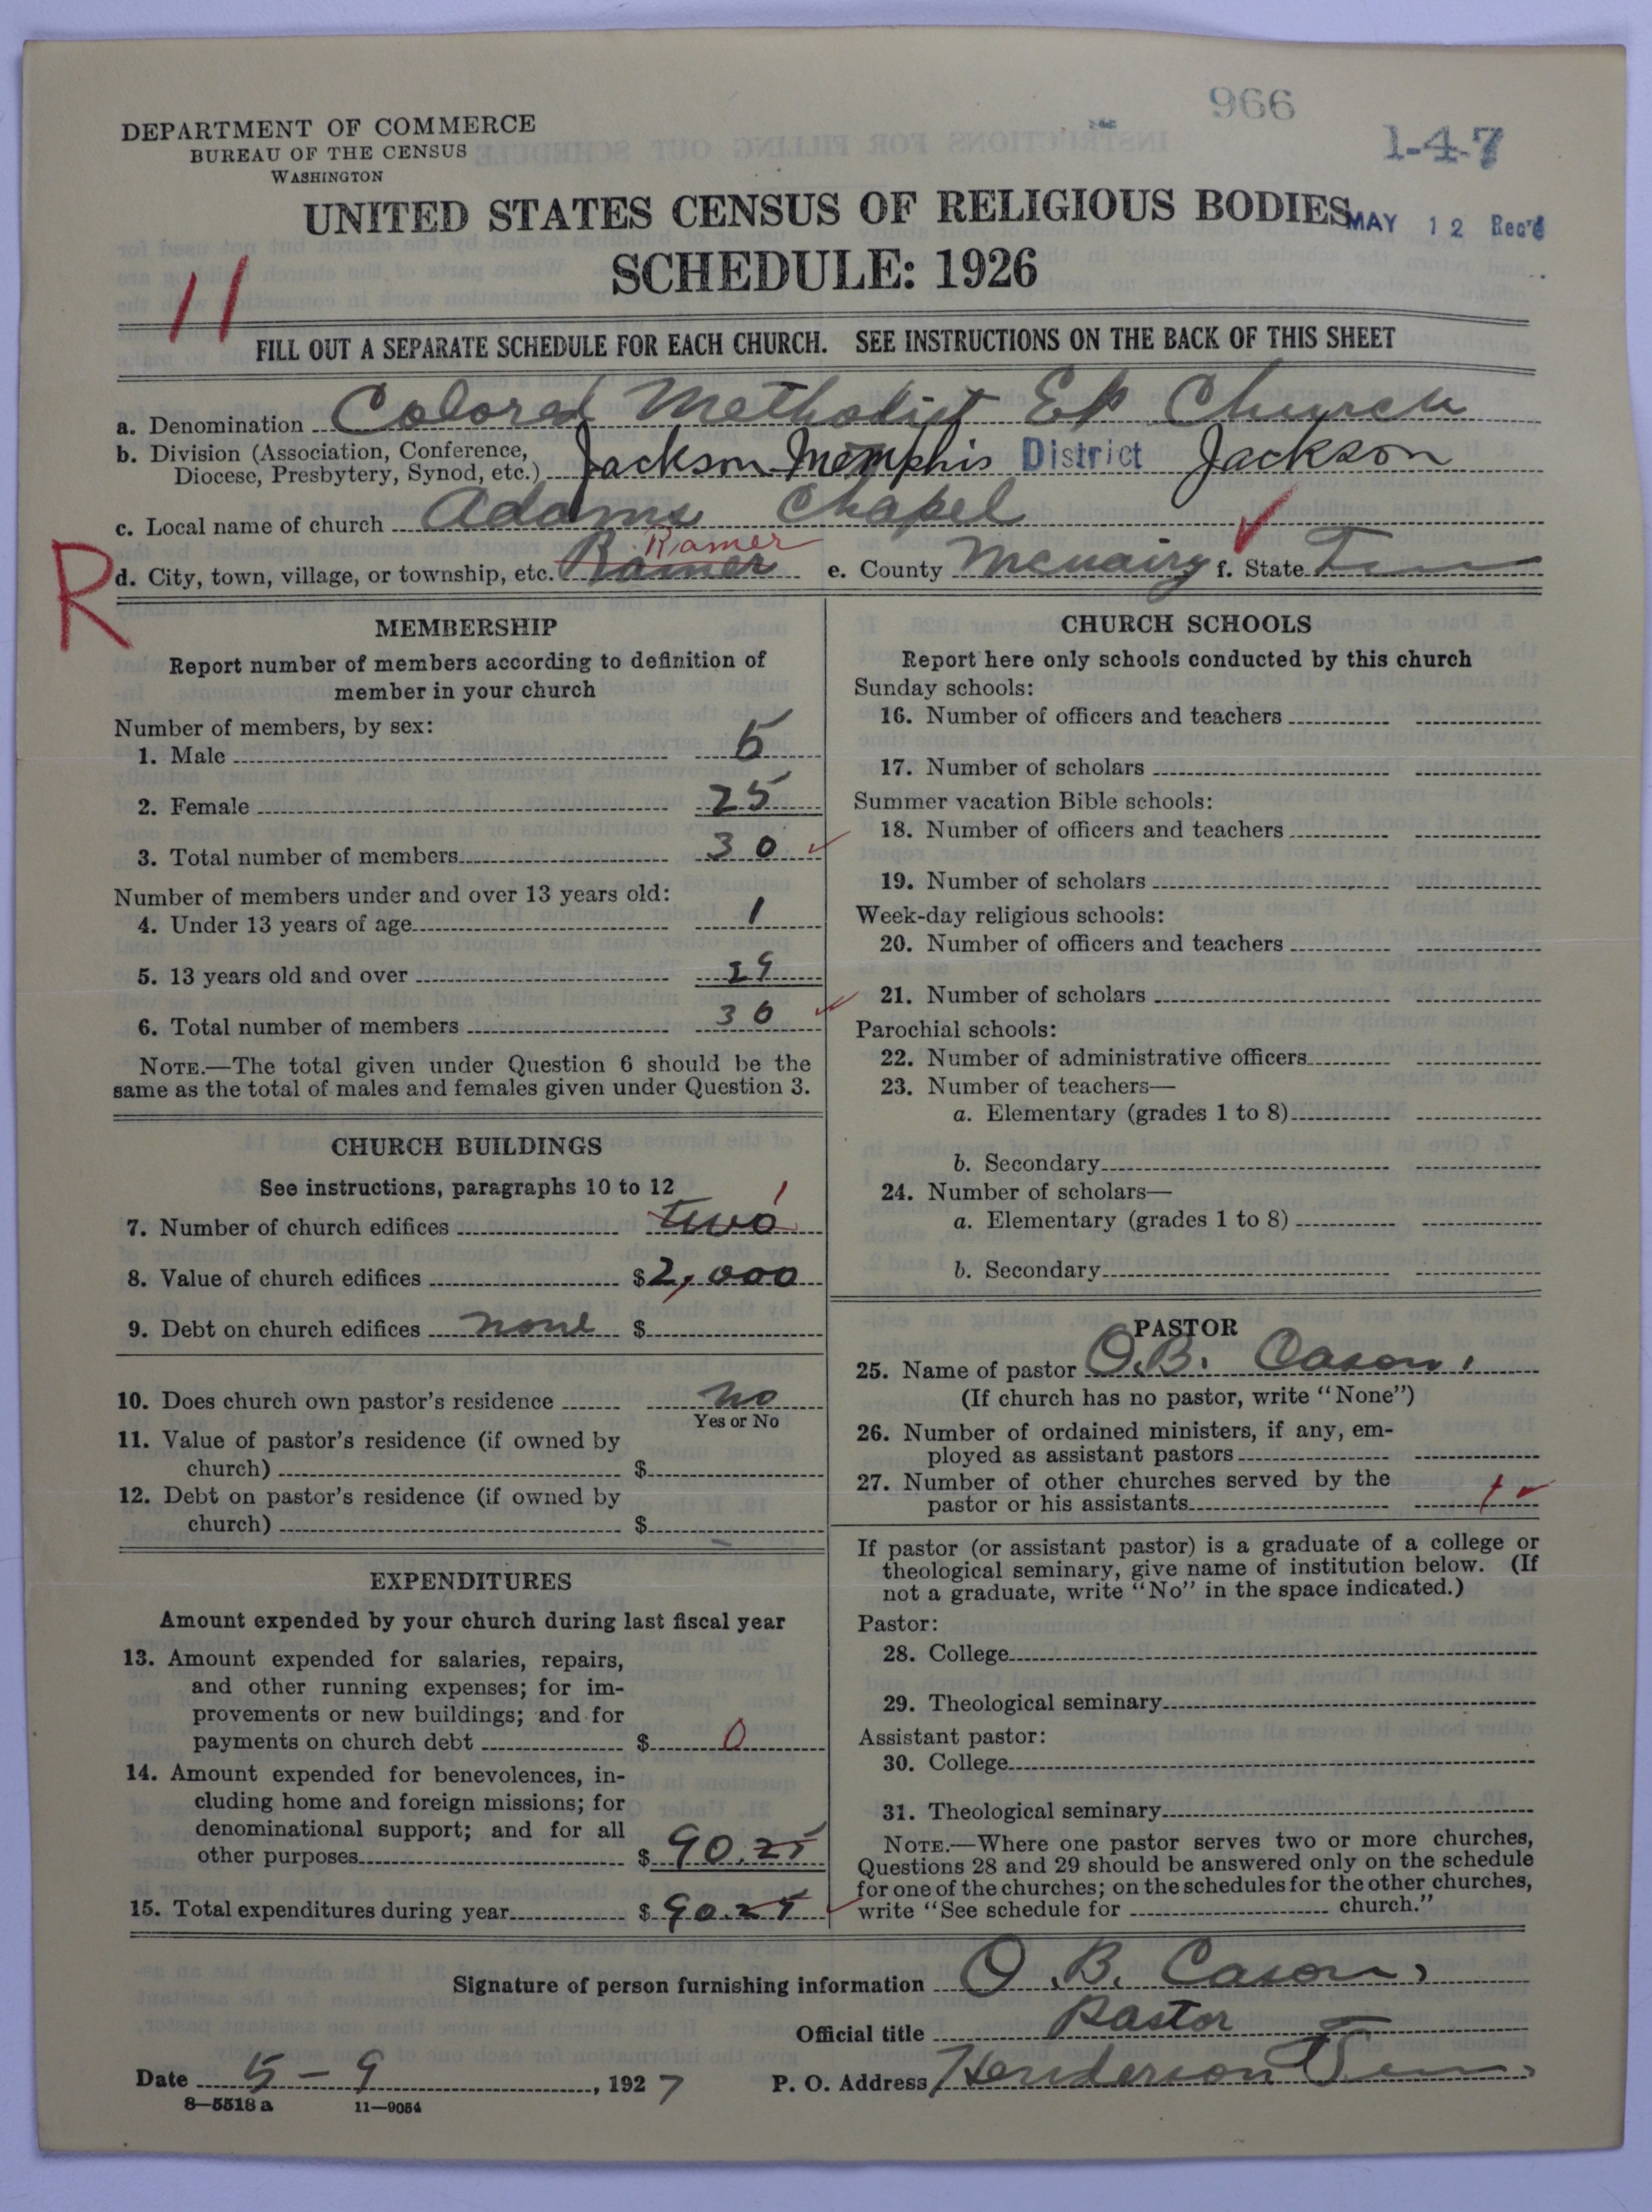 966
1-4-7
DEPARTMENT OF COMMERCE
BUREAU OF THE CENSUS
WASHINGTON
UNITED STATES CENSUS OF RELIGIOUS BODIES
MAY 12 Rec'd
SCHEDULE: 1926
11
FILL OUT A SEPARATE SCHEDULE FOR EACH CHURCH. SEE INSTRUCTIONS ON THE BACK OF THIS SHEET
a. Denomination Colored Methodist Ep Church
b. Division (Association, Conference,
Diocese, Presbytery, Synod, etc.) Jackson Memphis District Jackson
c. Local name of church Adams Chapel
Ramer
R
d. City, town, village, or township, etc. Ramer e. County McNairy f. State Tenn
MEMBERSHIP
Report number of members according to definition of
member in your church
Number of members, by sex:
1. Male 5
2. Female 25
3. Total number of members 30
Number of members under and over 13 years old:
4. Under 13 years of age 1
5. 13 years old and over 29
6. Total number of members 30
NOTE.—The total given under Question 6 should be the
same as the total of males and females given under Question 3.
CHURCH BUILDINGS
See instructions, paragraphs 10 to 12
7. Number of church edifices two 1
8. Value of church edifices $2,000
9. Debt on church edifices none $
10. Does church own pastor's residence no
Yes or No
11. Value of pastor's residence (if owned by
church) $
12. Debt on pastor's residence (if owned by
church) $
EXPENDITURES
Amount expended by your church during last fiscal year
13. Amount expended for salaries, repairs,
and other running expenses; for im-
provements or new buildings; and for
payments on church debt $ 0
14. Amount expended for benevolences, in-
cluding home and foreign missions; for
denominational support; and for all
other purposes $ 90.25
15. Total expenditures during year $ 90.25
CHURCH SCHOOLS
Report here only schools conducted by this church
Sunday schools:
16. Number of officers and teachers
17. Number of scholars
Summer vacation Bible schools:
18. Number of officers and teachers
19. Number of scholars
Week-day religious schools:
20. Number of officers and teachers
21. Number of scholars
Parochial schools:
22. Number of administrative officers
23. Number of teachers—
a. Elementary (grades 1 to 8)
b. Secondary
24. Number of scholars—
a. Elementary (grades 1 to 8)
b. Secondary
PASTOR
25. Name of pastor O.B. Cason.
(If church has no pastor, write "None")
26. Number of ordained ministers, if any, em-
ployed as assistant pastors
27. Number of other churches served by the
pastor or his assistants 1
If pastor (or assistant pastor) is a graduate of a college or
theological seminary, give name of institution below. (If
not a graduate, write "No" in the space indicated.)
Pastor:
28. College
29. Theological seminary
Assistant pastor:
30. College
31. Theological seminary
NOTE.—Where one pastor serves two or more churches,
Questions 28 and 29 should be answered only on the schedule
for one of the churches; on the schedules for the other churches,
write "See schedule for church."
Signature of person furnishing information O.B. Cason,
Official title Pastor
Date 5-9, 1927 P. O. Address Henderson Tenn.
8—5518 a 11—9054